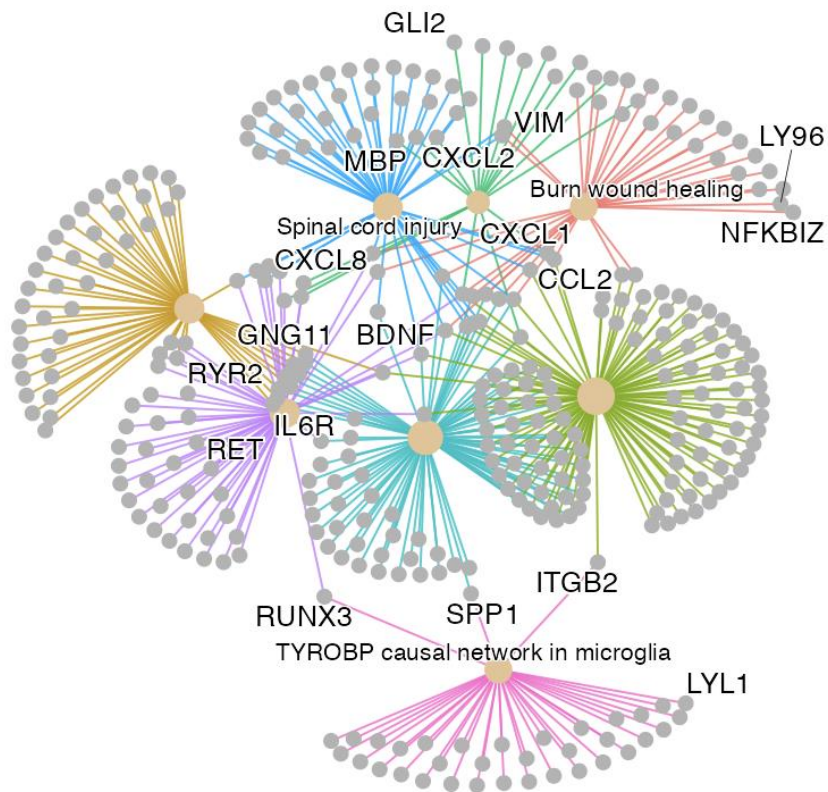 GLI2
VIM
LY96
MBP
CXCL2
Burn wound healing
Spinal cord injury
CXCL1
NFKBIZ
CXCL8
CCL2
GNG11
BDNF
RYR2
IL6R
RET
ITGB2
RUNX3
SPP1
TYROBP causal network in microglia
LYL1